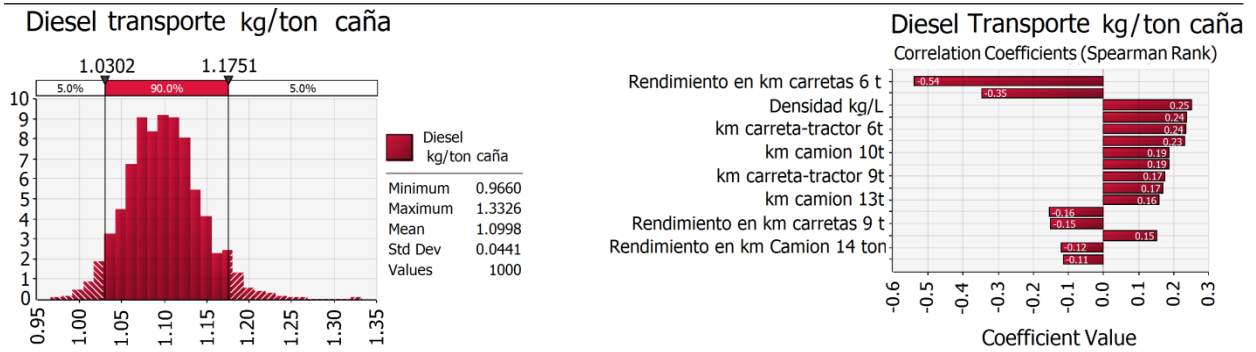 Diesel transporte kg/ton caña
1.0302 1.1751
5.0% 90.0% 5.0%
10
9
8
7
6
5
4
3
2
1
0
0.95 1.00 1.05 1.10 1.15 1.20 1.25 1.30 1.35
Diesel
kg/ton caña
Minimum 0.9660
Maximum 1.3326
Mean 1.0998
Std Dev 0.0441
Values 1000
Diesel Transporte kg/ton caña
Correlation Coefficients (Spearman Rank)
Rendimiento en km carretas 6 t -0.54
-0.35
Densidad kg/L 0.25
0.24
km carreta-tractor 6t 0.24
0.23
km camion 10t 0.19
0.19
km carreta-tractor 9t 0.17
0.17
km camion 13t 0.16
-0.16
Rendimiento en km carretas 9 t -0.15
0.15
Rendimiento en km Camion 14 ton -0.12
-0.11
-0.6 -0.5 -0.4 -0.3 -0.2 -0.1 0.0 0.1 0.2 0.3
Coefficient Value